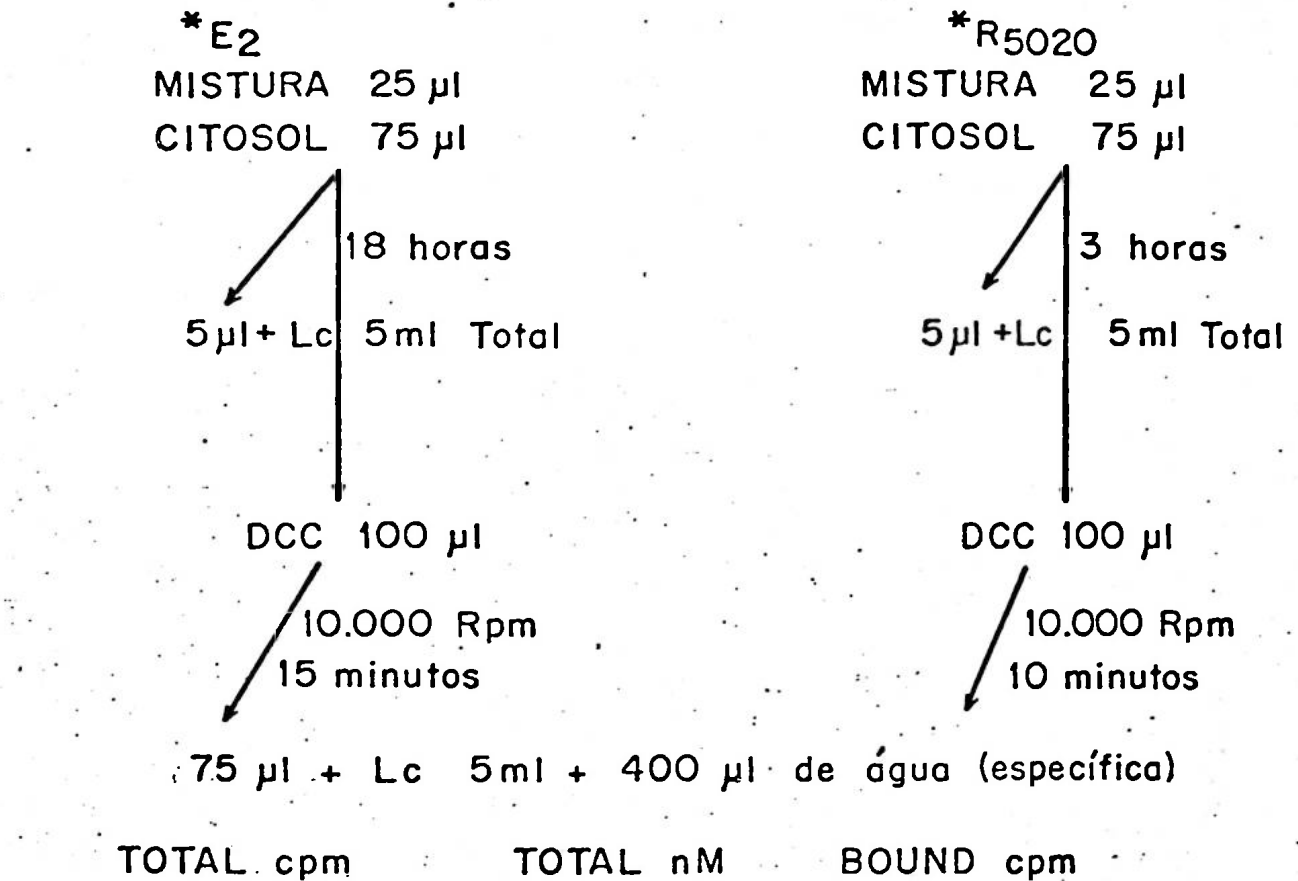 *E2 *R5020
MISTURA 25 µl MISTURA 25 µl
CITOSOL 75 µl CITOSOL 75 µl
18 horas 3 horas
5µl + Lc 5ml Total 5µl + Lc 5ml Total
DCC 100 µl DCC 100 µl
10.000 Rpm 10.000 Rpm
15 minutos 10 minutos
75 µl + Lc 5ml + 400 µl de água (específica)
TOTAL cpm TOTAL nM BOUND cpm